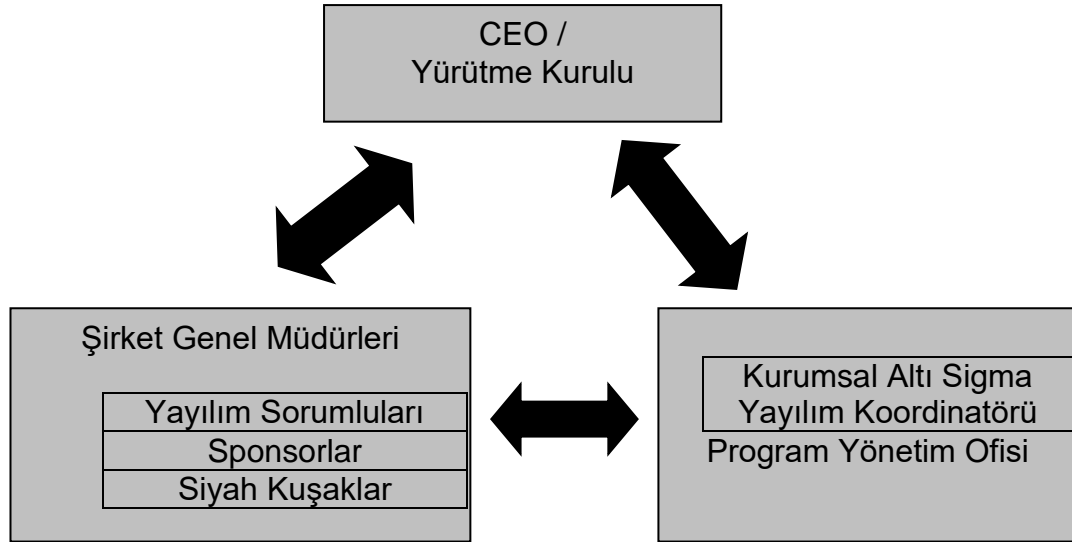 CEO /
Yürütme Kurulu
Şirket Genel Müdürleri
Yayılım Sorumluları
Sponsorlar
Siyah Kuşaklar
Kurumsal Altı Sigma
Yayılım Koordinatörü
Program Yönetim Ofisi